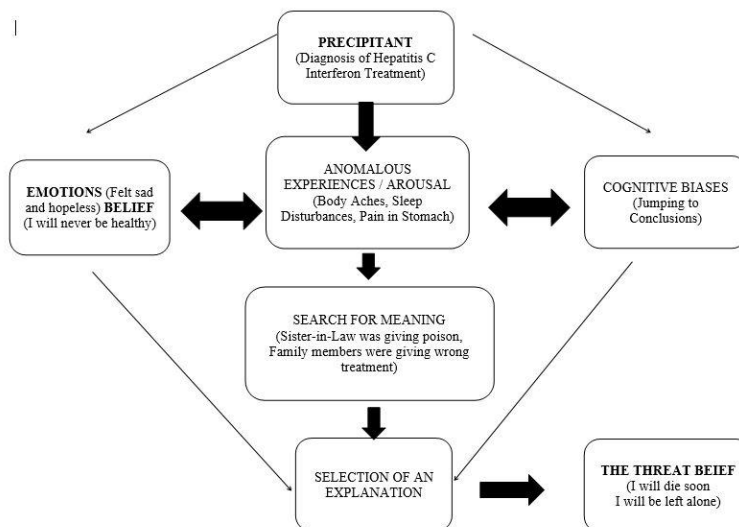 PRECIPITANT
(Diagnosis of Hepatitis C
Interferon Treatment)
EMOTIONS (Felt sad
and hopeless) BELIEF
(I will never be healthy)
ANOMALOUS
EXPERIENCES / AROUSAL
(Body Aches, Sleep
Disturbances, Pain in Stomach)
COGNITIVE BIASES
(Jumping to
Conclusions)
SEARCH FOR MEANING
(Sister-in-Law was giving poison,
Family members were giving wrong
treatment)
SELECTION OF AN
EXPLANATION
THE THREAT BEIEF
(I will die soon
I will be left alone)